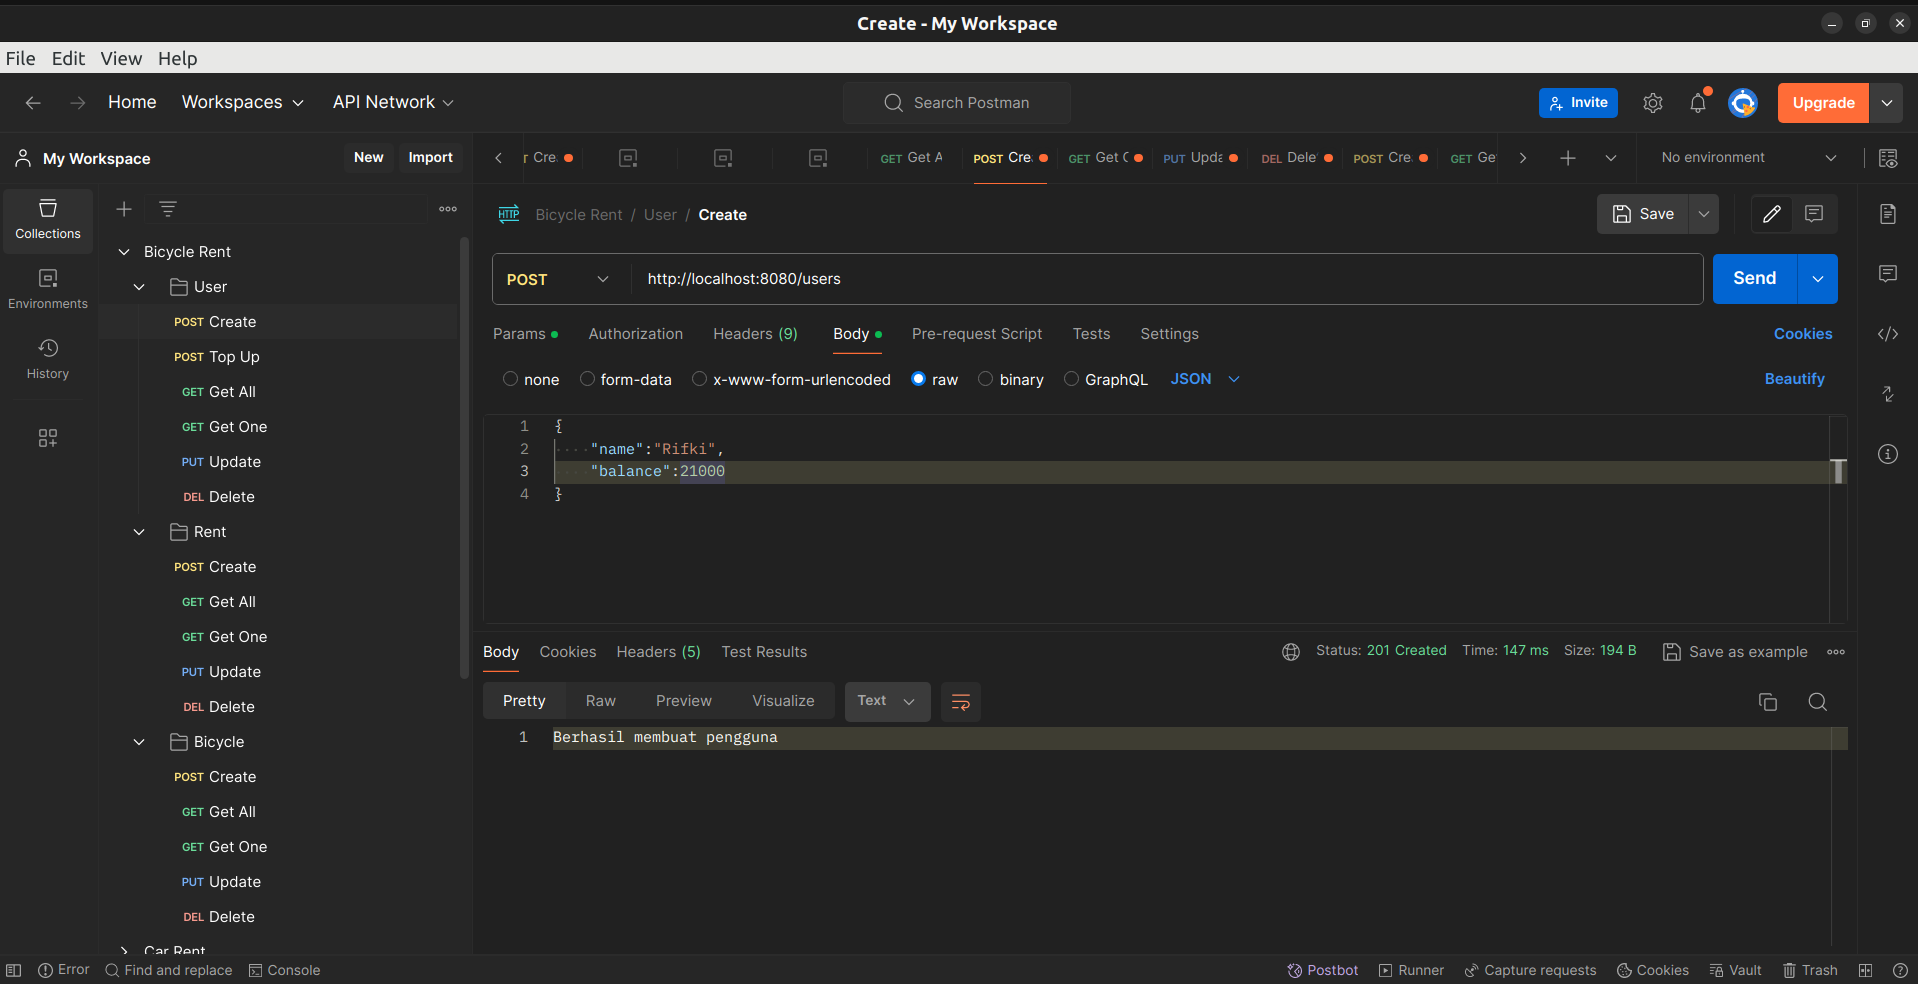 Create - My Workspace
File Edit View Help
Home Workspaces API Network Search Postman Invite Upgrade
My Workspace New Import
Cre GET Get A POST Cre GET Get PUT Upda DEL Dele POST Cre GET Ge No environment
Collections
Environments
History
Bicycle Rent
User
POST Create
POST Top Up
GET Get All
GET Get One
PUT Update
DEL Delete
Rent
POST Create
GET Get All
GET Get One
PUT Update
DEL Delete
Bicycle
POST Create
GET Get All
GET Get One
PUT Update
DEL Delete
Car Rent
HTTP Bicycle Rent / User / Create Save
POST http://localhost:8080/users Send
Params Authorization Headers (9) Body Pre-request Script Tests Settings Cookies
none form-data x-www-form-urlencoded raw binary GraphQL JSON Beautify
1 {
2 "name":"Rifki",
3 "balance":21000
4 }
Body Cookies Headers (5) Test Results Status: 201 Created Time: 147 ms Size: 194 B Save as example
Pretty Raw Preview Visualize Text
1 Berhasil membuat pengguna
Error Find and replace Console Postbot Runner Capture requests Cookies Vault Trash